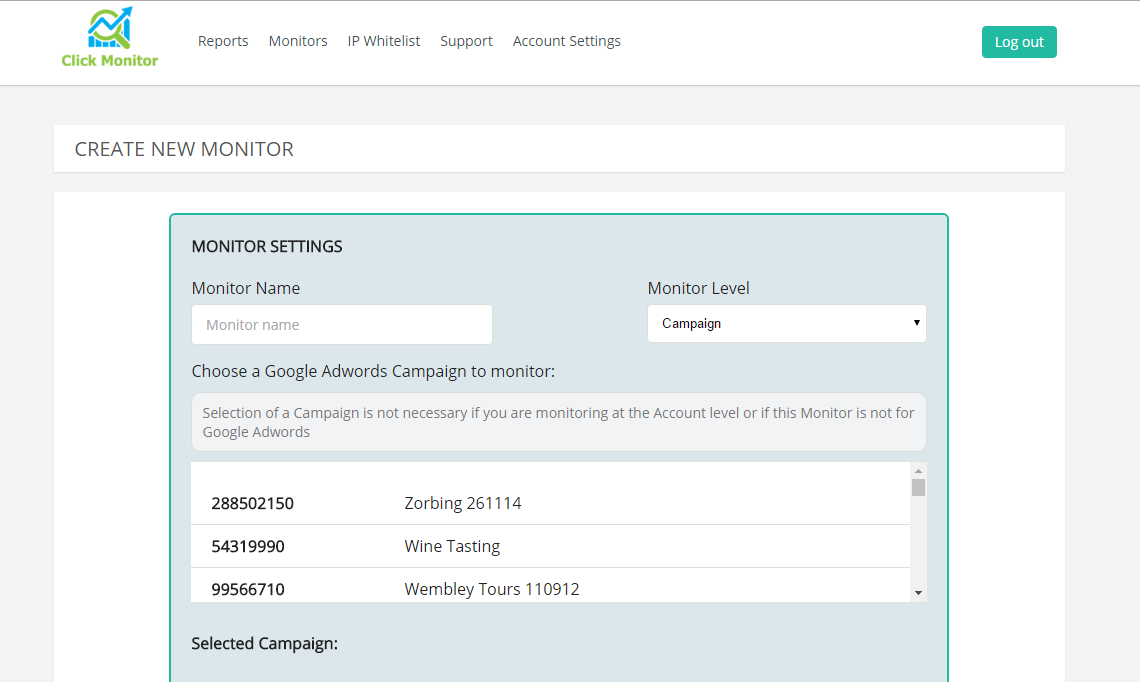 Click Monitor
Reports Monitors IP Whitelist Support Account Settings
Log out
CREATE NEW MONITOR
MONITOR SETTINGS
Monitor Name
Monitor Level
Monitor name
Campaign
Choose a Google Adwords Campaign to monitor:
Selection of a Campaign is not necessary if you are monitoring at the Account level or if this Monitor is not for
Google Adwords
288502150 Zorbing 261114
54319990 Wine Tasting
99566710 Wembley Tours 110912
Selected Campaign: